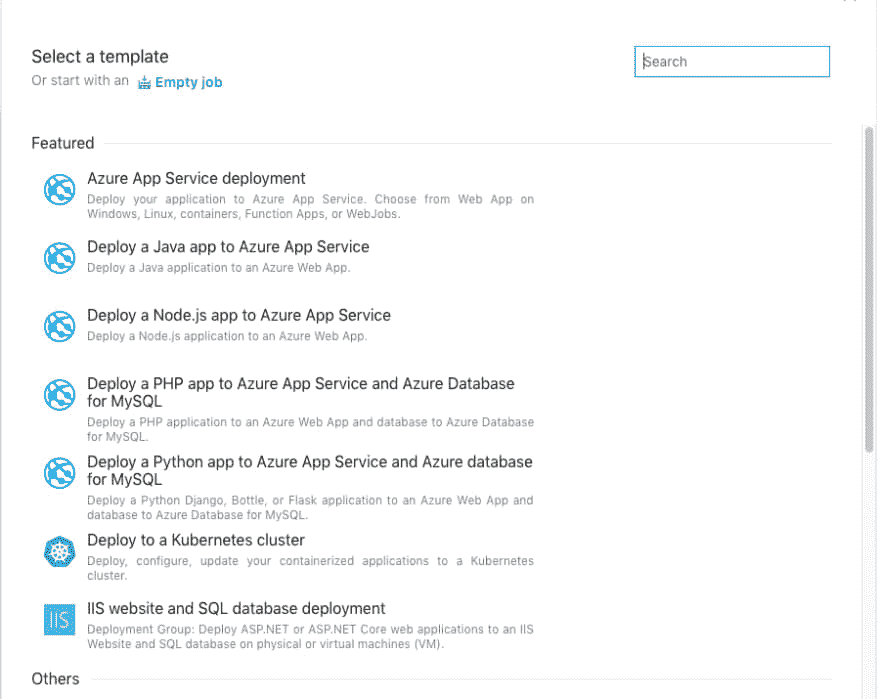 Select a template
Search
Or start with an Empty job
Featured
Azure App Service deployment
Deploy your application to Azure App Service. Choose from Web App on
Windows, Linux, containers, Function Apps, or WebJobs.
Deploy a Java app to Azure App Service
Deploy a Java application to an Azure Web App.
Deploy a Node.js app to Azure App Service
Deploy a Node.js application to an Azure Web App.
Deploy a PHP app to Azure App Service and Azure Database
for MySQL
Deploy a PHP application to an Azure Web App and database to Azure Database
for MySQL.
Deploy a Python app to Azure App Service and Azure database
for MySQL
Deploy a Python Django, Bottle, or Flask application to an Azure Web App and
database to Azure Database for MySQL.
Deploy to a Kubernetes cluster
Deploy, configure, update your containerized applications to a Kubernetes
cluster.
IIS
IIS website and SQL database deployment
Deployment Group: Deploy ASP.NET or ASP.NET Core web applications to an IIS
Website and SQL database on physical or virtual machines (VM).
Others